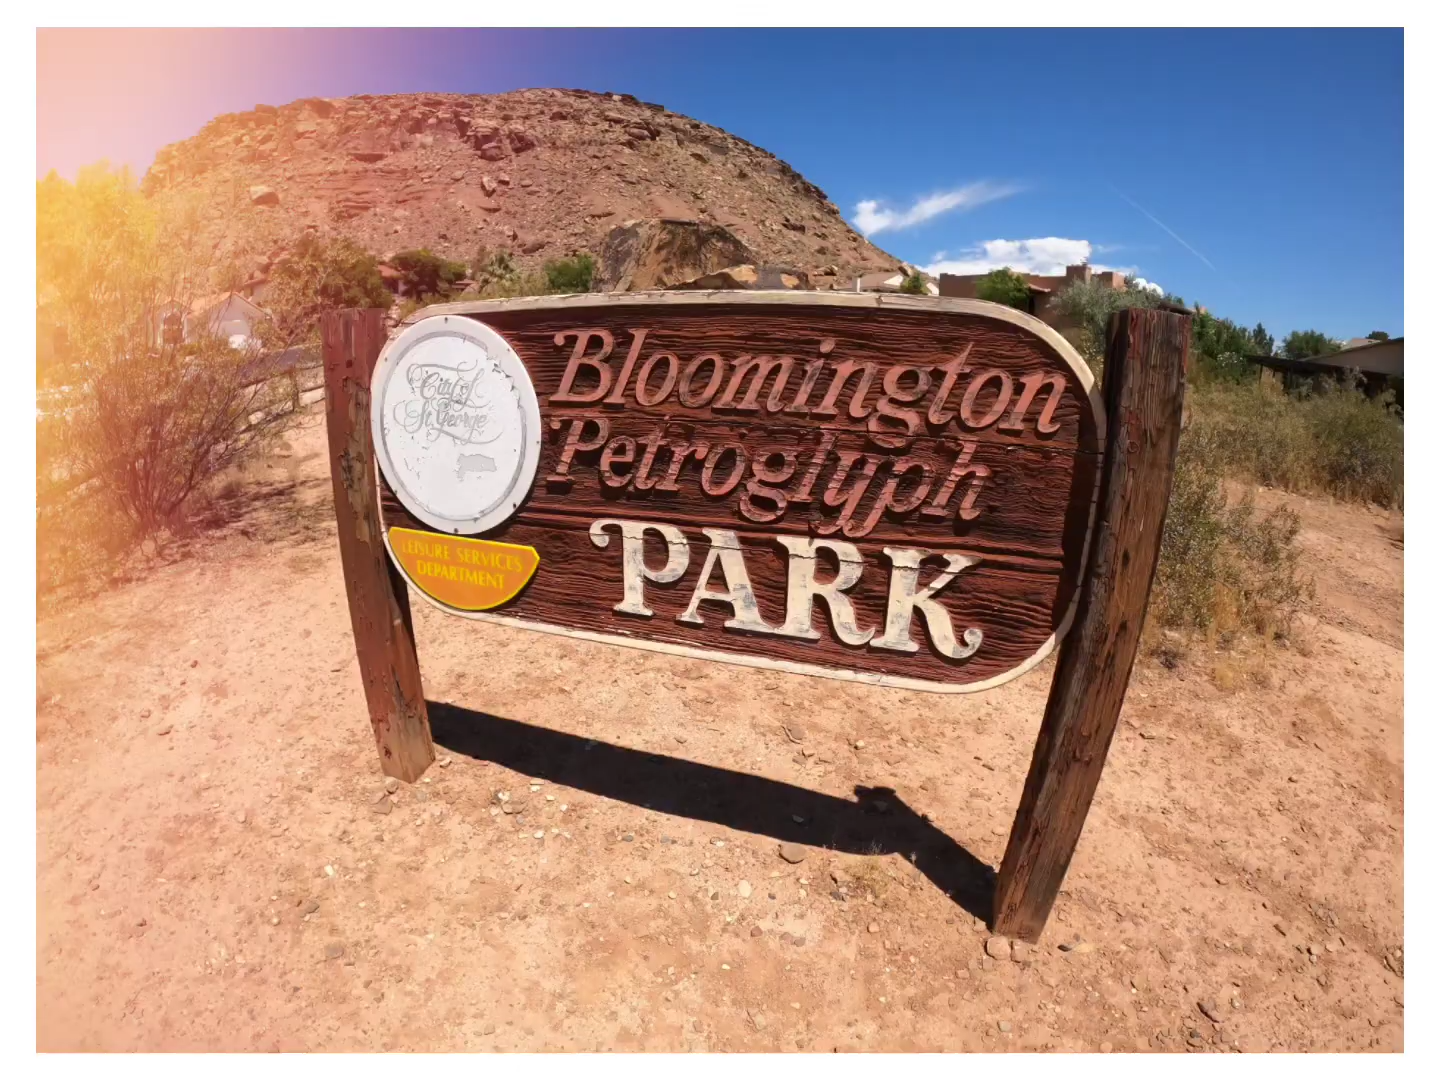 City of
St. George
Bloomington
Petroglyph
PARK
LEISURE SERVICES
DEPARTMENT